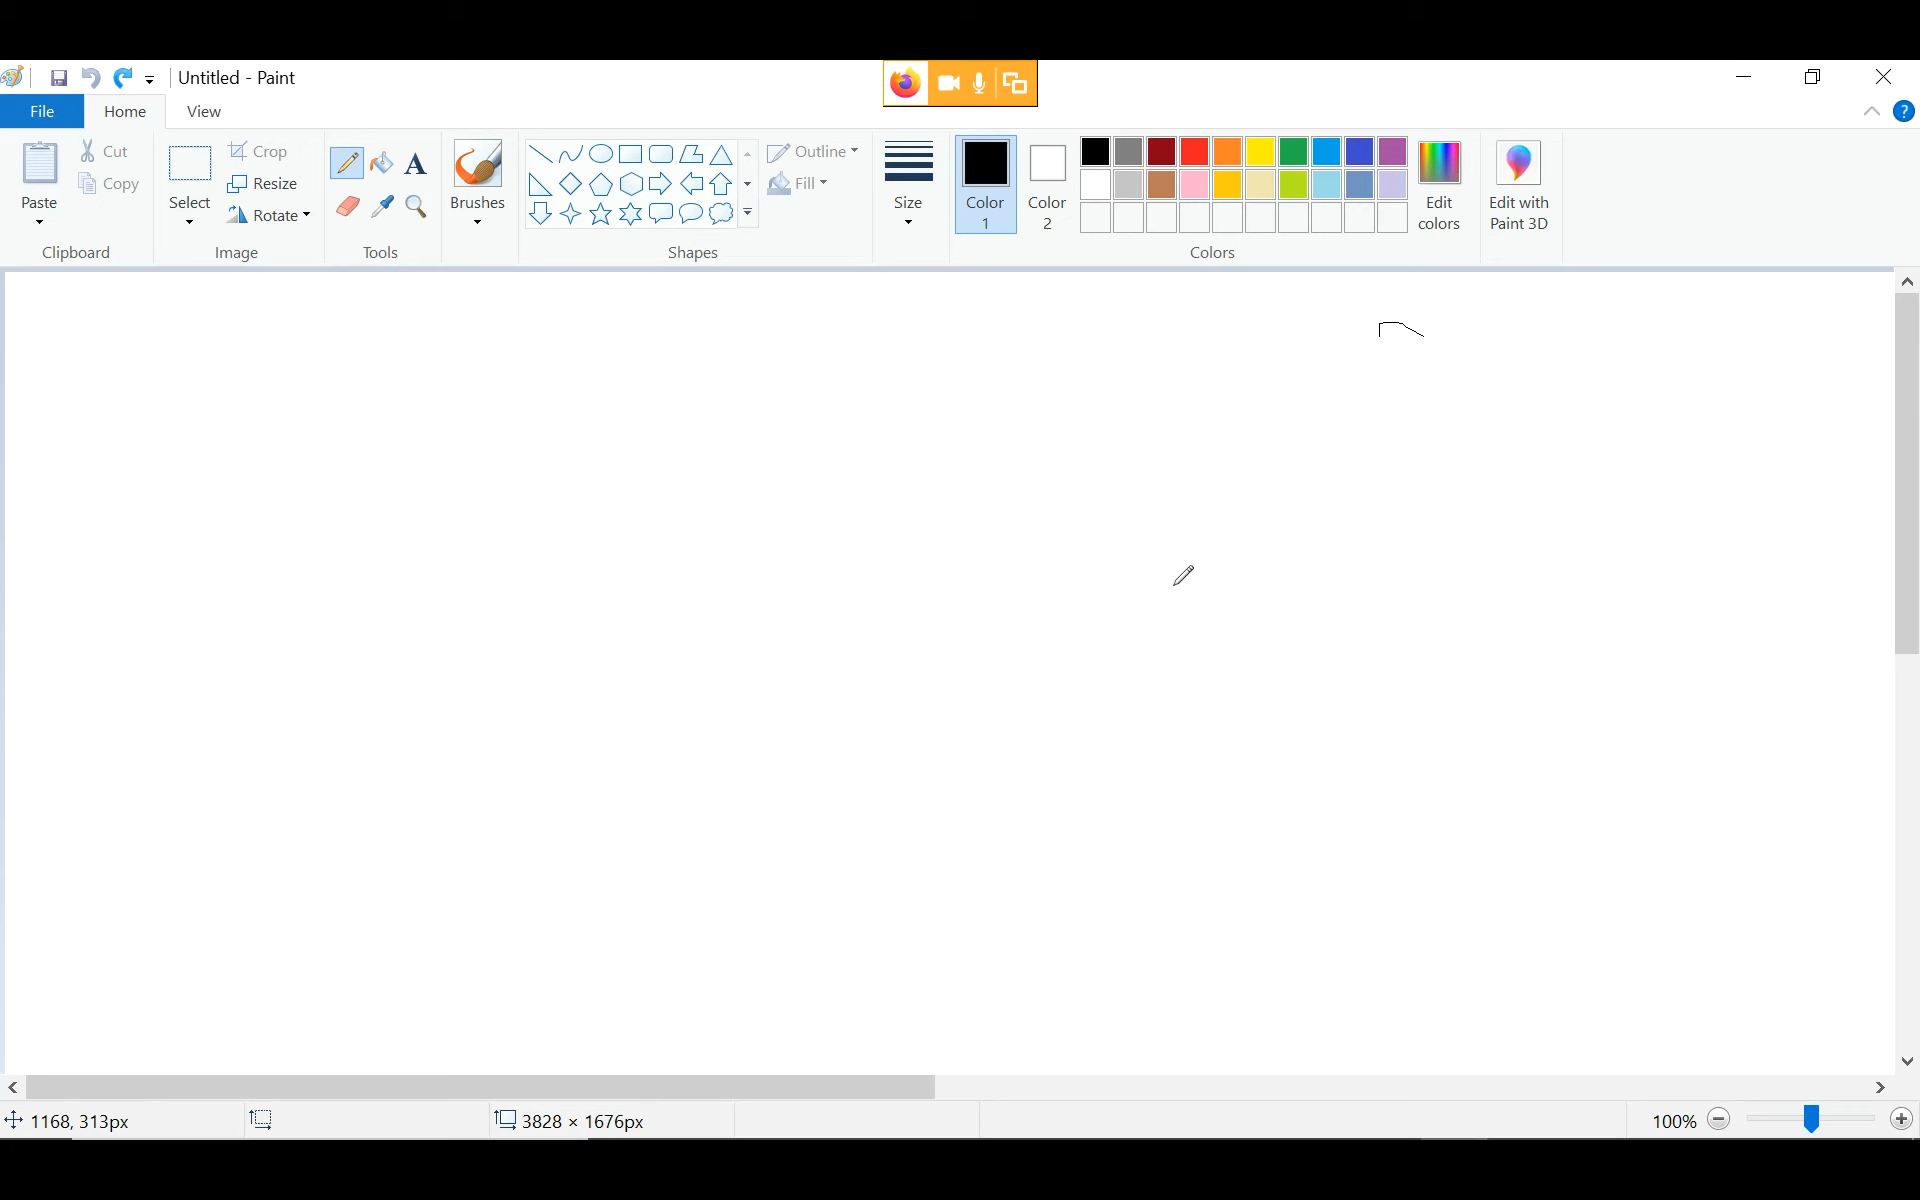 Untitled - Paint
File Home View ?
Paste
Cut
Copy
Clipboard
Select
Crop
Resize
Rotate
Image
A
Tools
Brushes
Shapes
Outline
Fill
Size
Color
1
Color
2
Edit
colors
Colors
Edit with
Paint 3D
1168, 313px
3828 × 1676px
100%